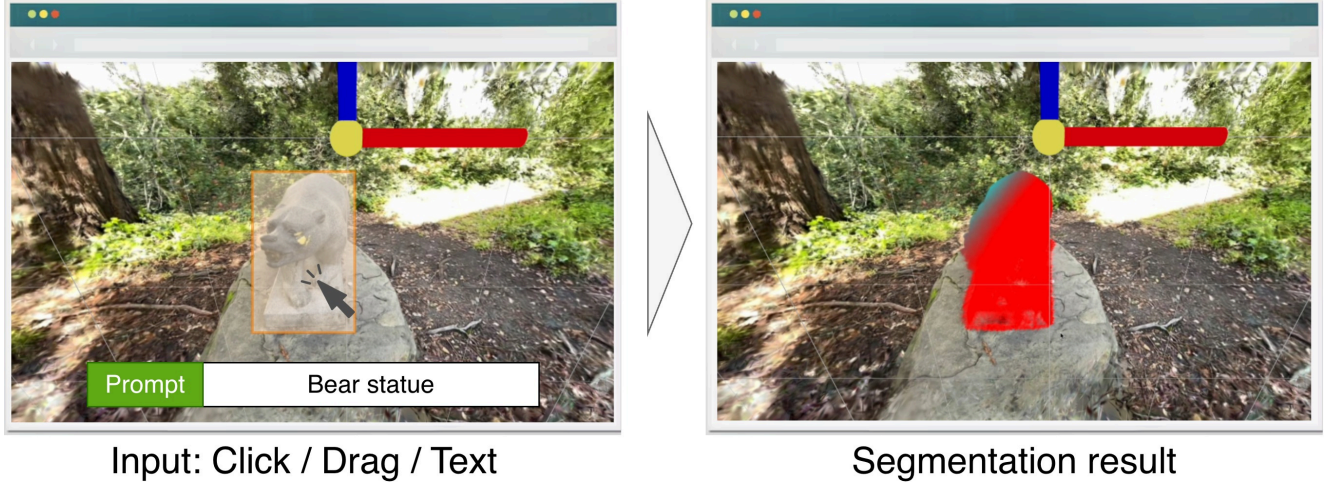 Prompt
Bear statue
Input: Click / Drag / Text
Segmentation result